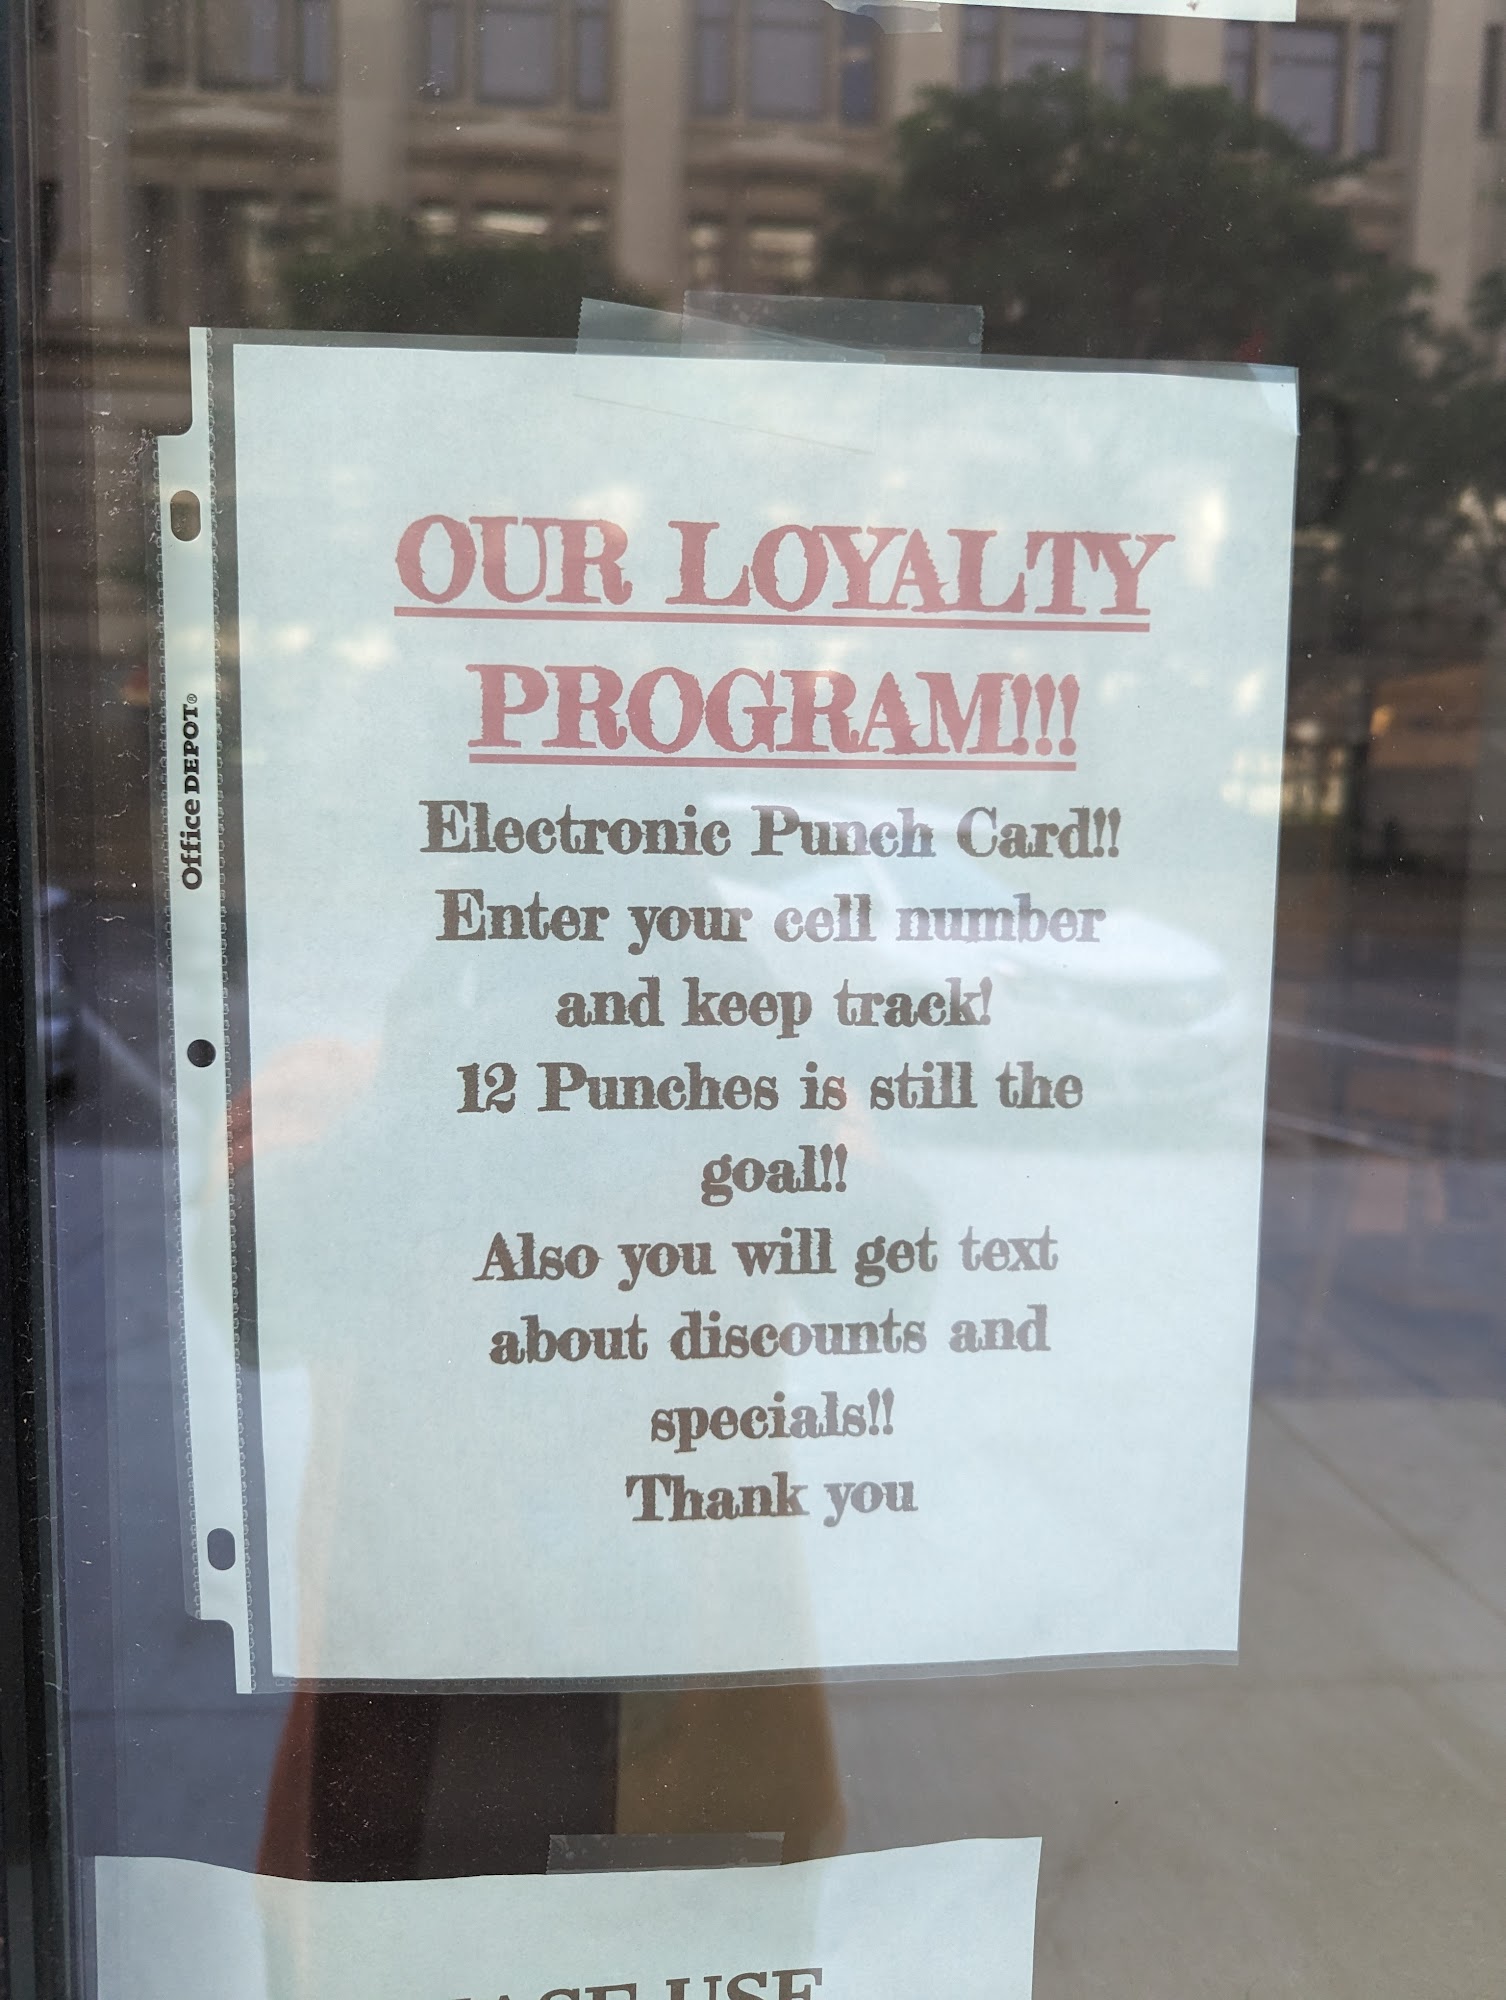 OUR LOYALTY
PROGRAM!!!
Electronic Punch Card!!
Enter your cell number
and keep track!
12 Punches is still the
goal!!
Also you will get text
about discounts and
specials!!
Thank you
Office DEPOT®
USE